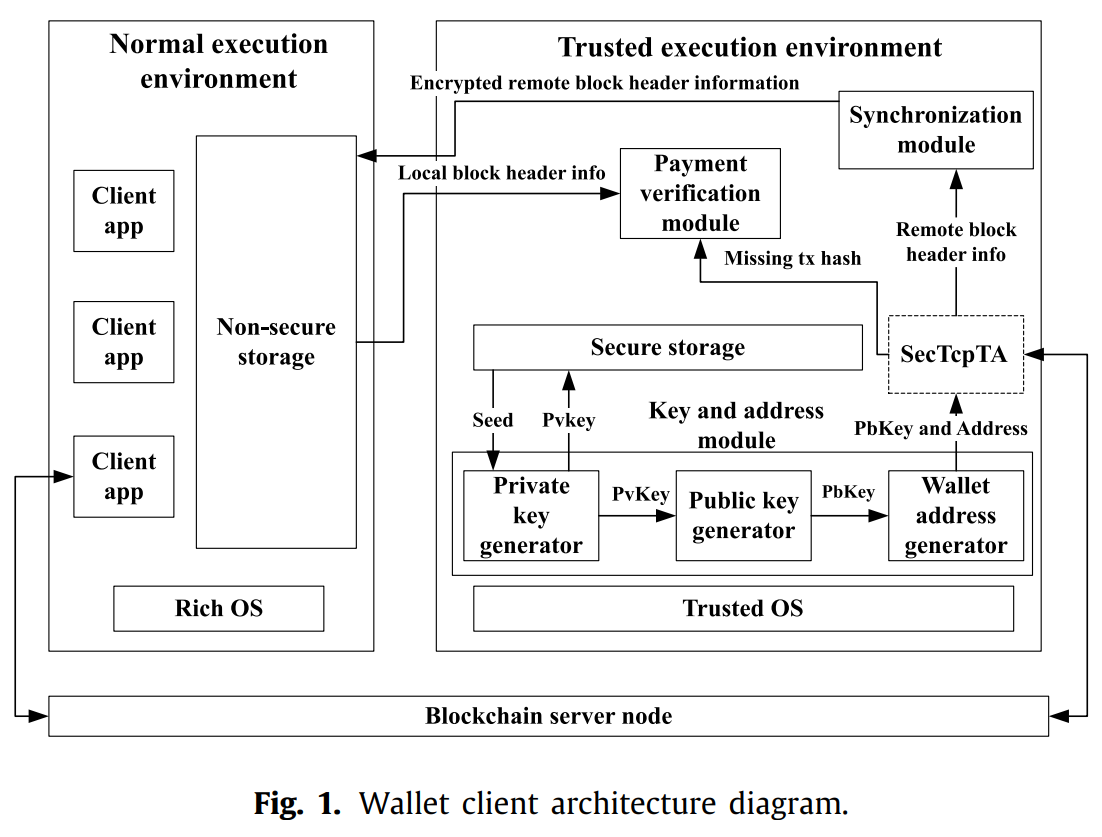 Normal execution
environment
Trusted execution environment
Encrypted remote block header information
Synchronization
module
Payment
verification
module
Local block header info
Client
app
Remote block
header info
Missing tx hash
Client
app
Non-secure
storage
Secure storage
SecTcpTA
Seed
Pvkey
Key and address
module
PbKey and Address
Client
app
Private
key
generator
PvKey
Public key
generator
PbKey
Wallet
address
generator
Rich OS
Trusted OS
Blockchain server node
Fig. 1. Wallet client architecture diagram.